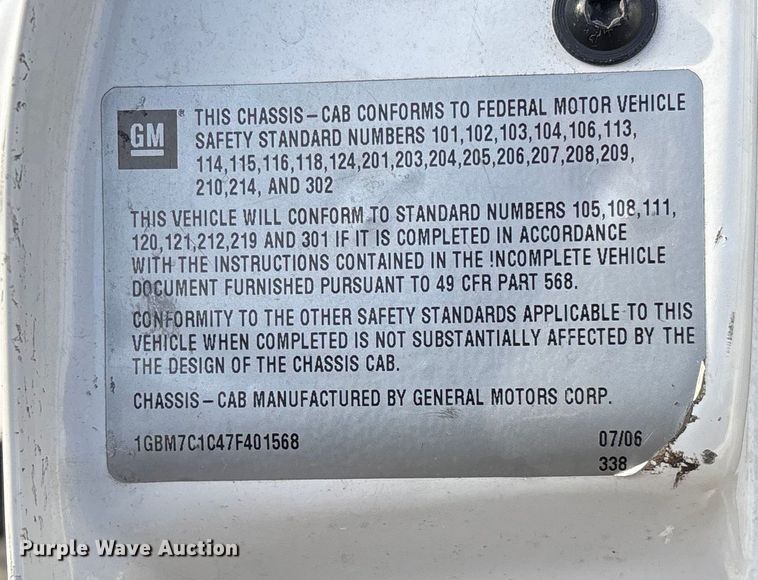 GM
®
THIS CHASSIS-CAB CONFORMS TO FEDERAL MOTOR VEHICLE
SAFETY STANDARD NUMBERS 101,102,103,104,106,113,
114,115,116,118,124,201,203,204,205,206,207,208,209,
210,214, AND 302
THIS VEHICLE WILL CONFORM TO STANDARD NUMBERS 105,108,111,
120,121,212,219 AND 301 IF IT IS COMPLETED IN ACCORDANCE
WITH THE INSTRUCTIONS CONTAINED IN THE INCOMPLETE VEHICLE
DOCUMENT FURNISHED PURSUANT TO 49 CFR PART 568.
CONFORMITY TO THE OTHER SAFETY STANDARDS APPLICABLE TO THIS
VEHICLE WHEN COMPLETED IS NOT SUBSTANTIALLY AFFECTED BY THE
THE DESIGN OF THE CHASSIS CAB.
CHASSIS-CAB MANUFACTURED BY GENERAL MOTORS CORP.
1GBM7C1C47F401568 07/06
338
Purple Wave Auction